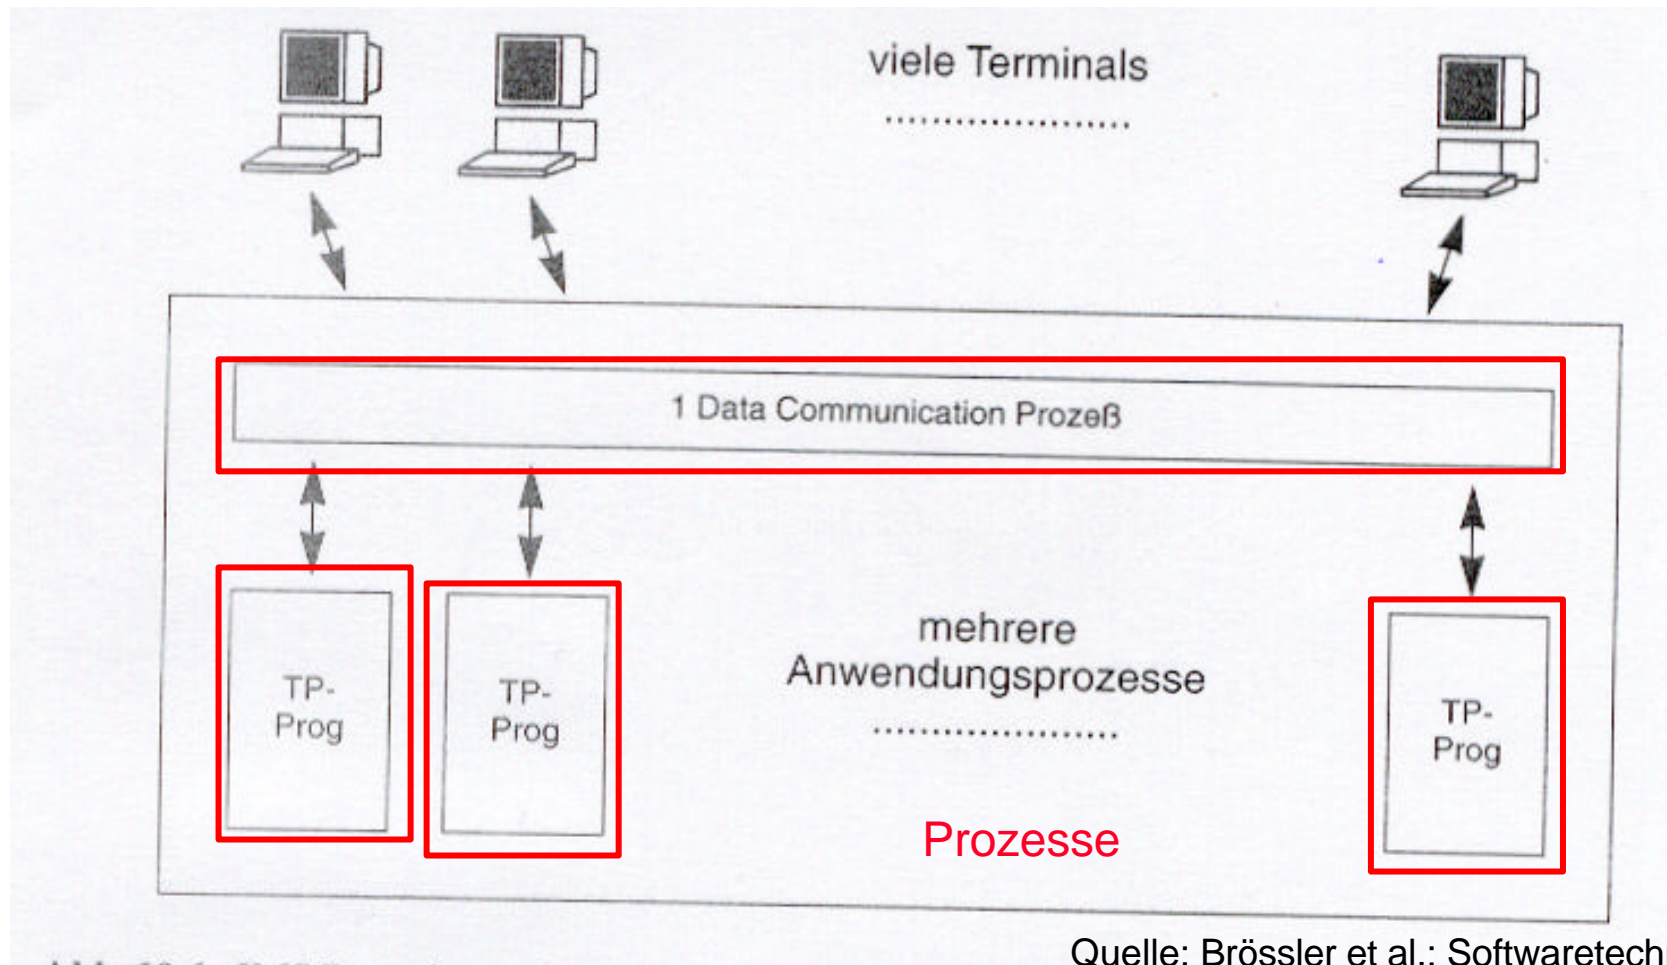 viele Terminals
1 Data Communication Prozeß
mehrere
Anwendungsprozesse
TP-
Prog
TP-
Prog
TP-
Prog
Prozesse
Quelle: Brössler et al.: Softwaretech